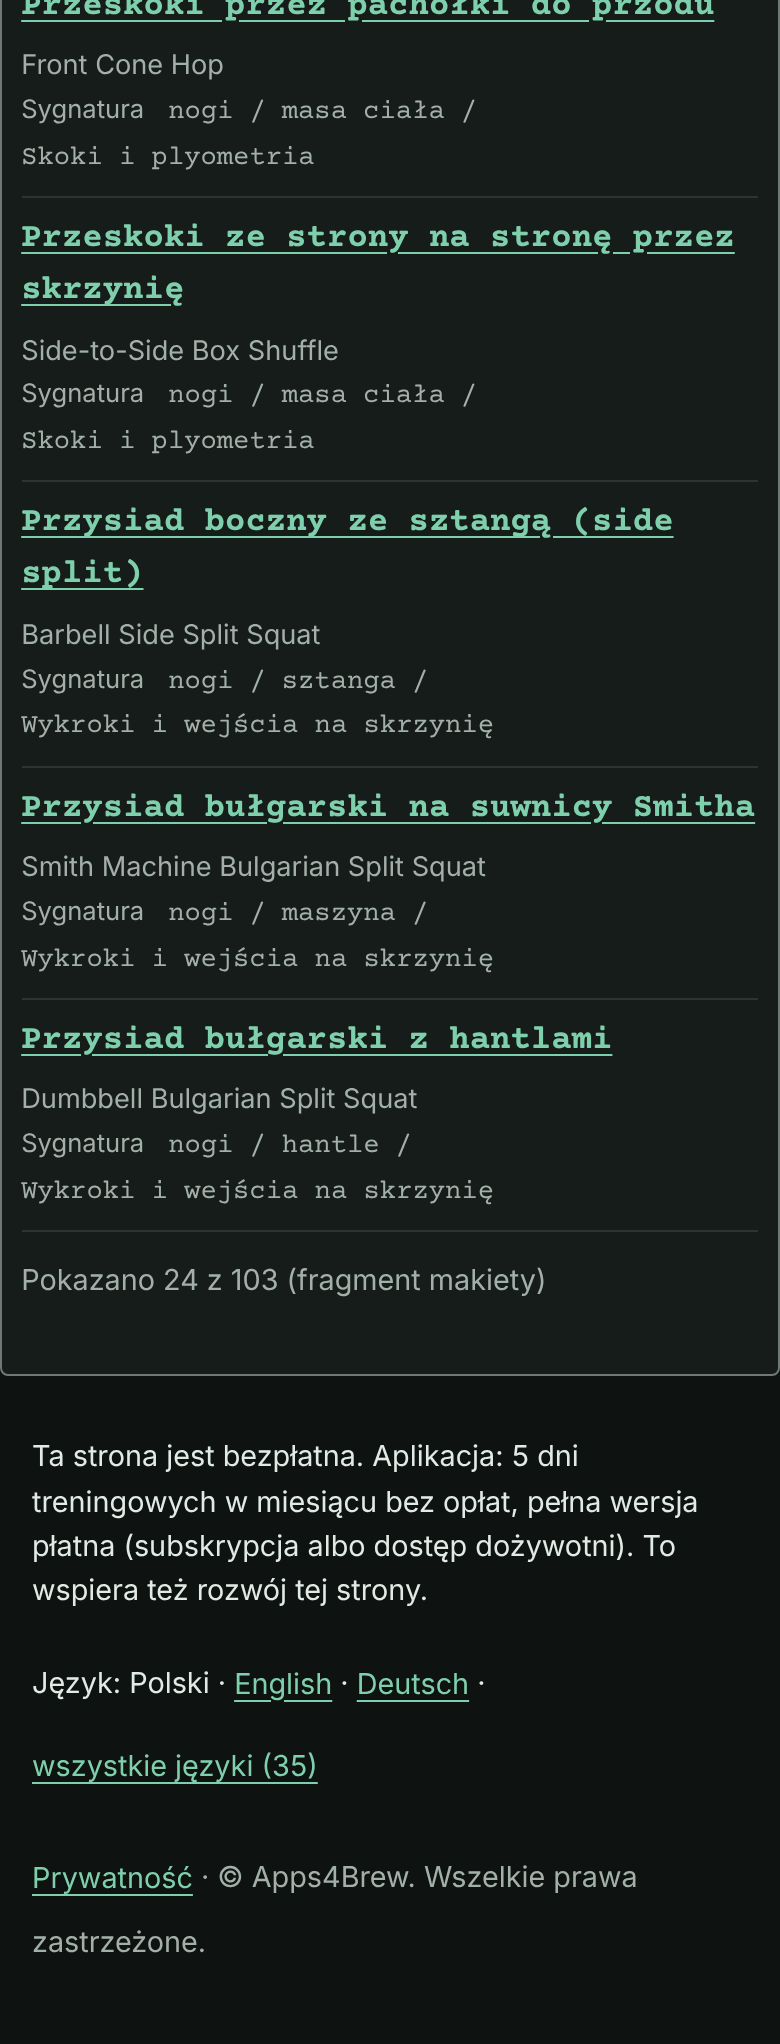 Przeskoki przez pachołki do przodu
Front Cone Hop
Sygnatura nogi / masa ciała /
Skoki i plyometria
Przeskoki ze strony na stronę przez
skrzynię
Side-to-Side Box Shuffle
Sygnatura nogi / masa ciała /
Skoki i plyometria
Przysiad boczny ze sztangą (side
split)
Barbell Side Split Squat
Sygnatura nogi / sztanga /
Wykroki i wejścia na skrzynię
Przysiad bułgarski na suwnicy Smitha
Smith Machine Bulgarian Split Squat
Sygnatura nogi / maszyna /
Wykroki i wejścia na skrzynię
Przysiad bułgarski z hantlami
Dumbbell Bulgarian Split Squat
Sygnatura nogi / hantle /
Wykroki i wejścia na skrzynię
Pokazano 24 z 103 (fragment makiety)
Ta strona jest bezpłatna. Aplikacja: 5 dni
treningowych w miesiącu bez opłat, pełna wersja
płatna (subskrypcja albo dostęp dożywotni). To
wspiera też rozwój tej strony.
Język: Polski · English · Deutsch ·
wszystkie języki (35)
Prywatność · © Apps4Brew. Wszelkie prawa
zastrzeżone.